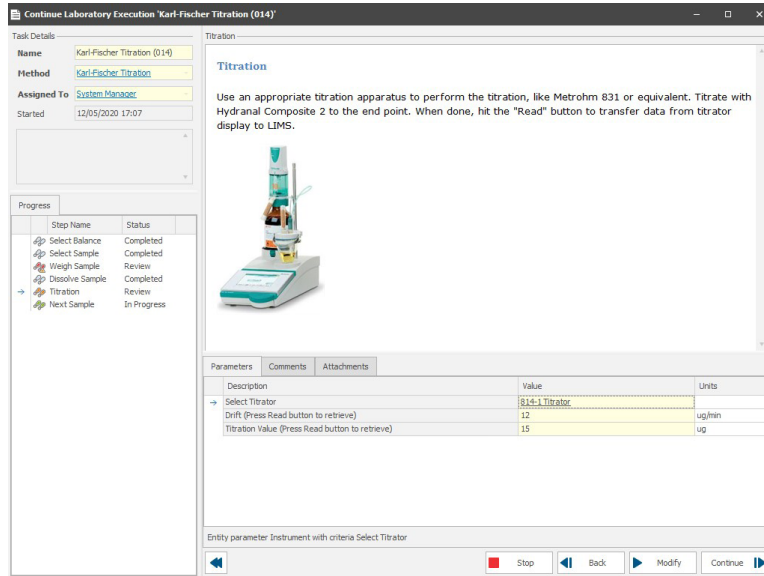 Continue Laboratory Execution 'Karl-Fischer Titration (014)'
Task Details
Name Karl-Fischer Titration (014)
Method Karl-Fischer Titration
Assigned To System Manager
Started 12/05/2020 17:07
Progress
Step Name Status
Select Balance Completed
Select Sample Completed
Weigh Sample Review
Dissolve Sample Completed
Titration Review
Next Sample In Progress
Titration
Titration
Use an appropriate titration apparatus to perform the titration, like Metrohm 831 or equivalent. Titrate with
Hydranal Composite 2 to the end point. When done, hit the "Read" button to transfer data from titrator
display to LIMS.
Parameters Comments Attachments
Description Value Units
Select Titrator 814-1 Titrator
Drift (Press Read button to retrieve) 12 ug/min
Titration Value (Press Read button to retrieve) 15 ug
Entity parameter Instrument with criteria Select Titrator
Stop Back Modify Continue